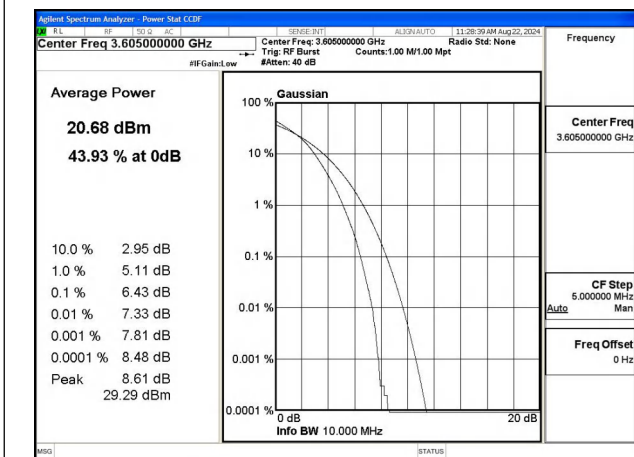 Agilent Spectrum Analyzer - Power Stat CCDF
RL RF 50 Ω AC SENSE:INT ALIGN AUTO 11:28:39 AM Aug 22, 2024
Center Freq 3.605000000 GHz
Center Freq: 3.605000000 GHz Radio Std: None
Trig: RF Burst Counts:1.00 M/1.00 Mpt
#IFGain:Low #Atten: 40 dB
Frequency
Average Power
20.68 dBm
43.93 % at 0dB
10.0 % 2.95 dB
1.0 % 5.11 dB
0.1 % 6.43 dB
0.01 % 7.33 dB
0.001 % 7.81 dB
0.0001 % 8.48 dB
Peak 8.61 dB
29.29 dBm
Gaussian
100 %
10 %
1 %
0.1 %
0.01 %
0.001 %
0.0001 %
0 dB 20 dB
Info BW 10.000 MHz
Center Freq
3.605000000 GHz
CF Step
5.000000 MHz
Auto Man
Freq Offset
0 Hz
MSG STATUS